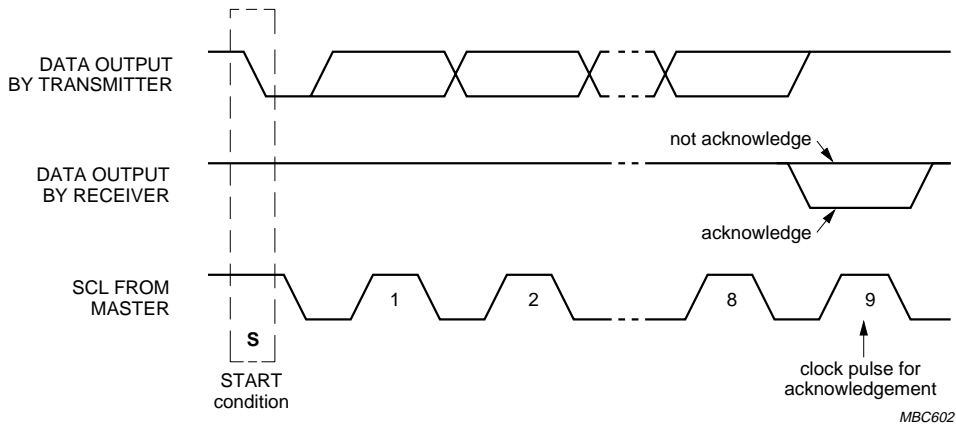 DATA OUTPUT
BY TRANSMITTER
not acknowledge
DATA OUTPUT
BY RECEIVER
acknowledge
SCL FROM
MASTER
1
2
8
9
S
START
condition
clock pulse for
acknowledgement
MBC602